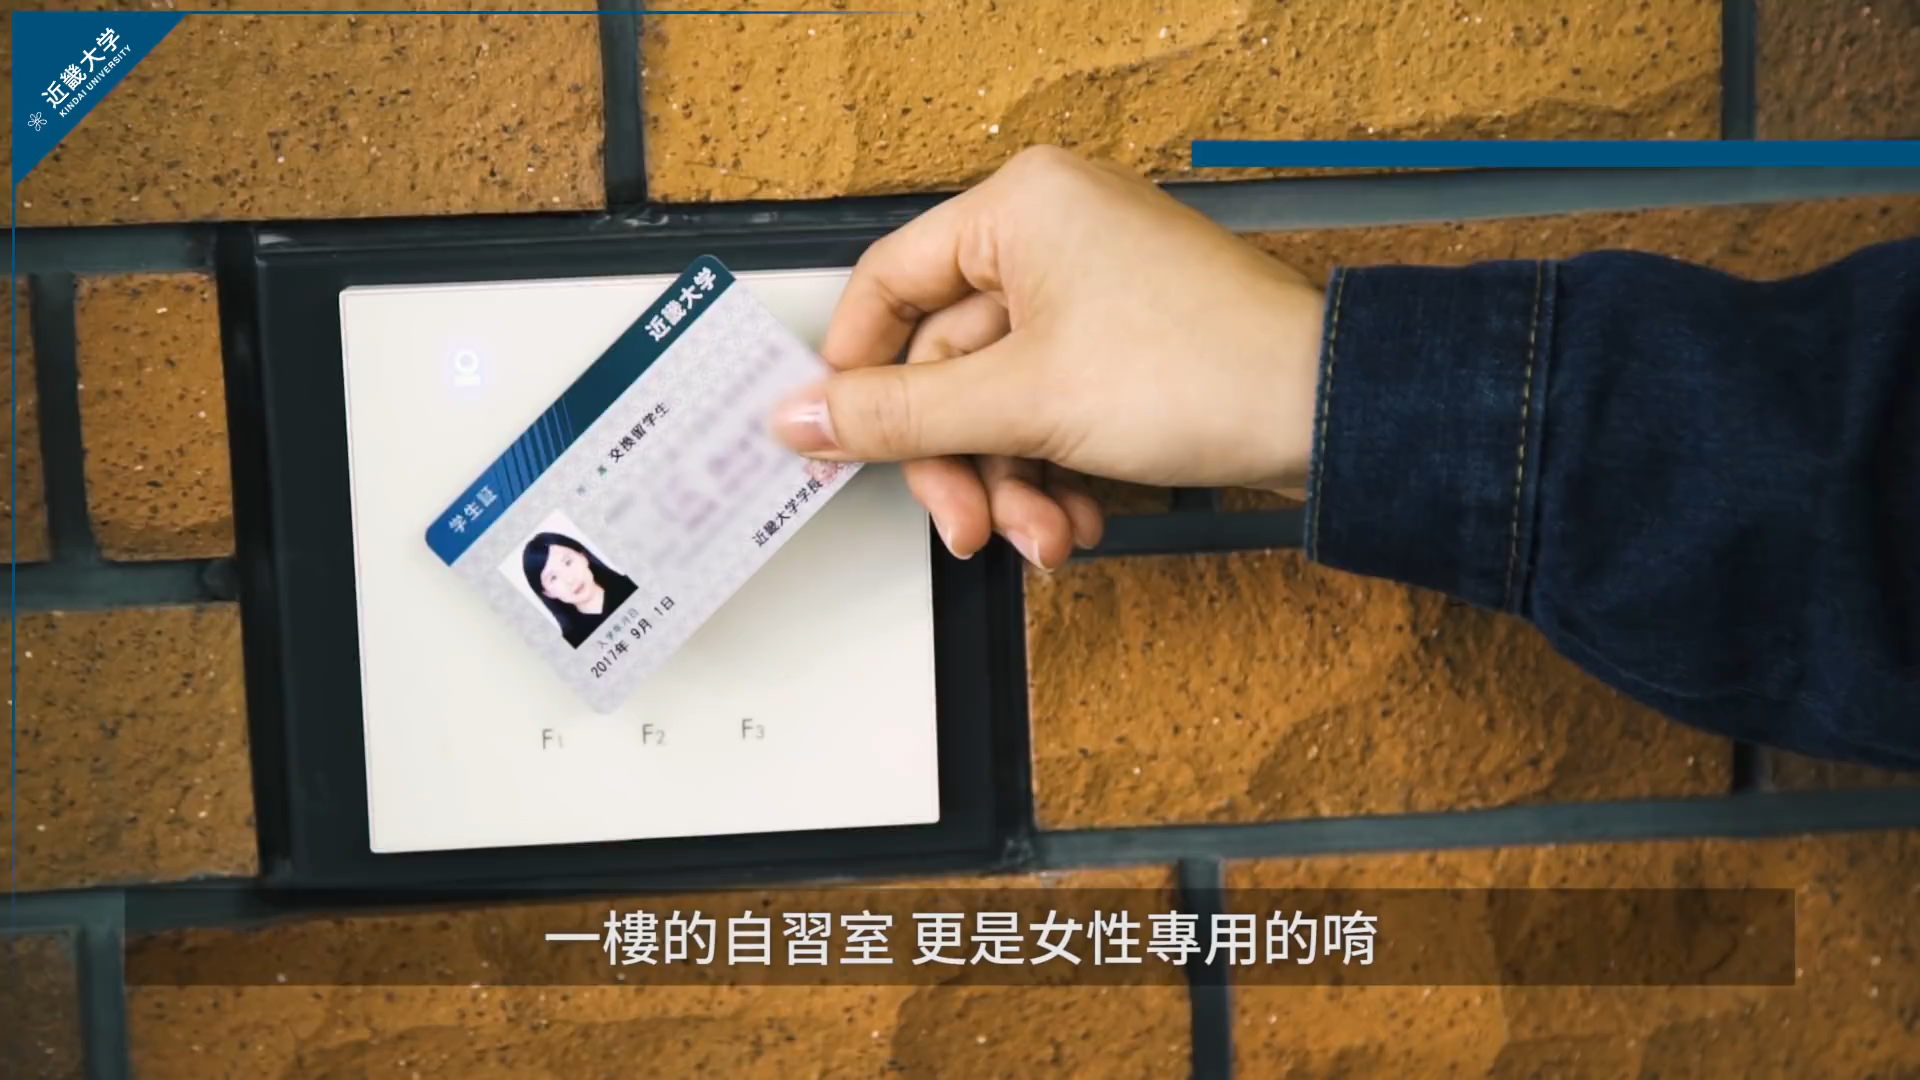 近畿大学
KINDAI UNIVERSITY
近畿大学
学生証
交換留学生
近畿大学学長
入学年月日
2017年 9月 1日
F1 F2 F3
一樓的自習室 更是女性專用的唷